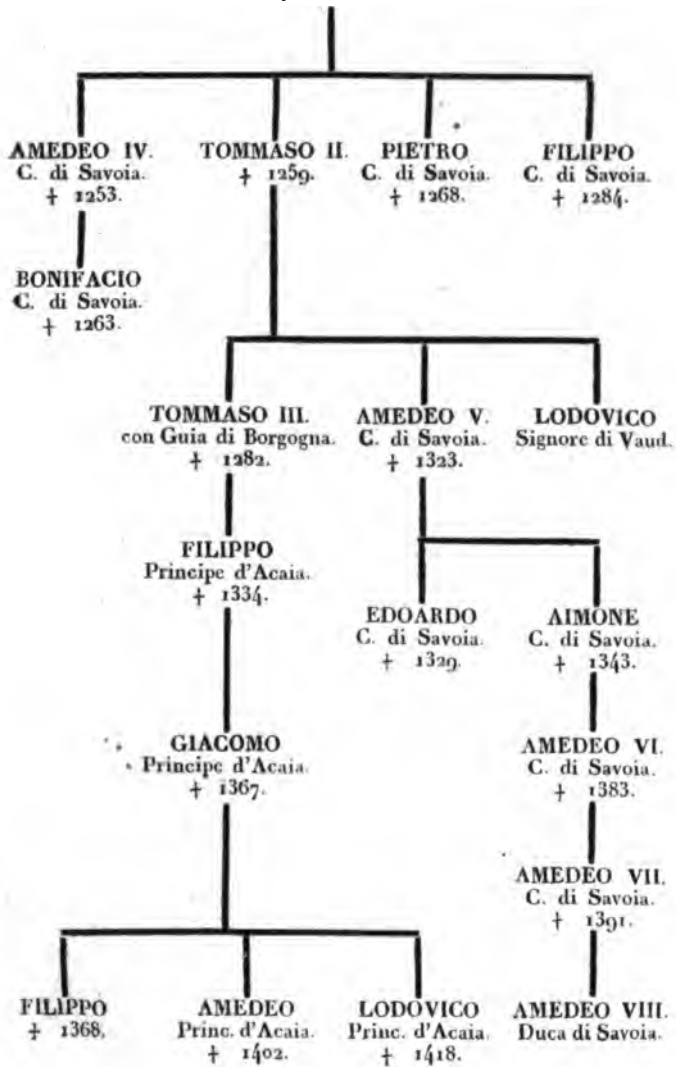 AMEDEO IV.
C. di Savoia.
+ 1253.
TOMMASO II.
+ 1259.
PIETRO
C. di Savoia.
+ 1268.
FILIPPO
C. di Savoia.
+ 1284.
BONIFACIO
C. di Savoia.
+ 1263.
TOMMASO III.
con Guia di Borgogna.
+ 1282.
AMEDEO V.
C. di Savoia.
+ 1323.
LODOVICO
Signore di Vaud.
FILIPPO
Principe d'Acaia.
+ 1334.
EDOARDO
C. di Savoia.
+ 1329.
AIMONE
C. di Savoia.
+ 1343.
GIACOMO
Principe d'Acaia.
+ 1367.
AMEDEO VI.
C. di Savoia.
+ 1383.
AMEDEO VII.
C. di Savoia.
+ 1391.
FILIPPO
+ 1368.
AMEDEO
Princ. d'Acaia.
+ 1402.
LODOVICO
Princ. d'Acaia.
+ 1418.
AMEDEO VIII.
Duca di Savoia.